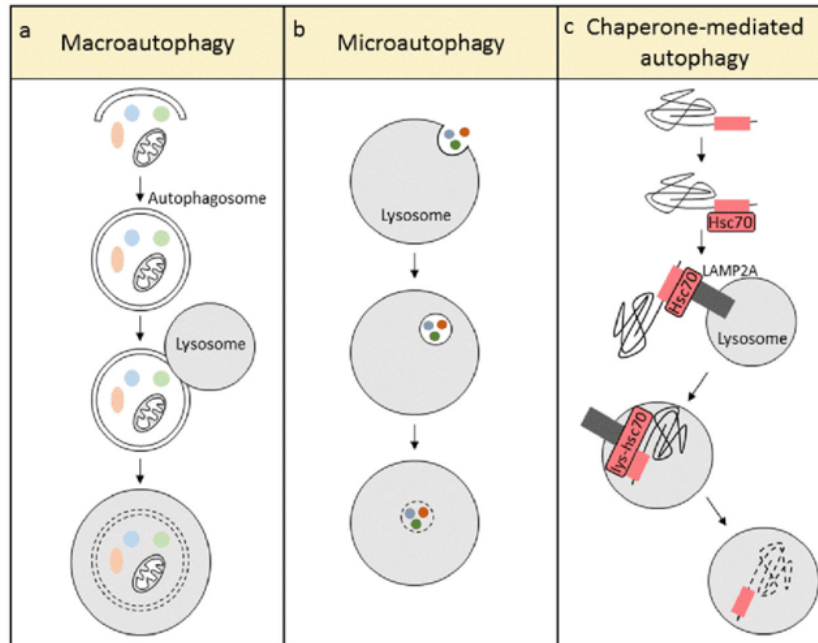 a
Macroautophagy
Autophagosome
Lysosome
b
Microautophagy
Lysosome
c
Chaperone-mediated
autophagy
Hsc70
LAMP2A
Hsc70
Lysosome
lys-hsc70